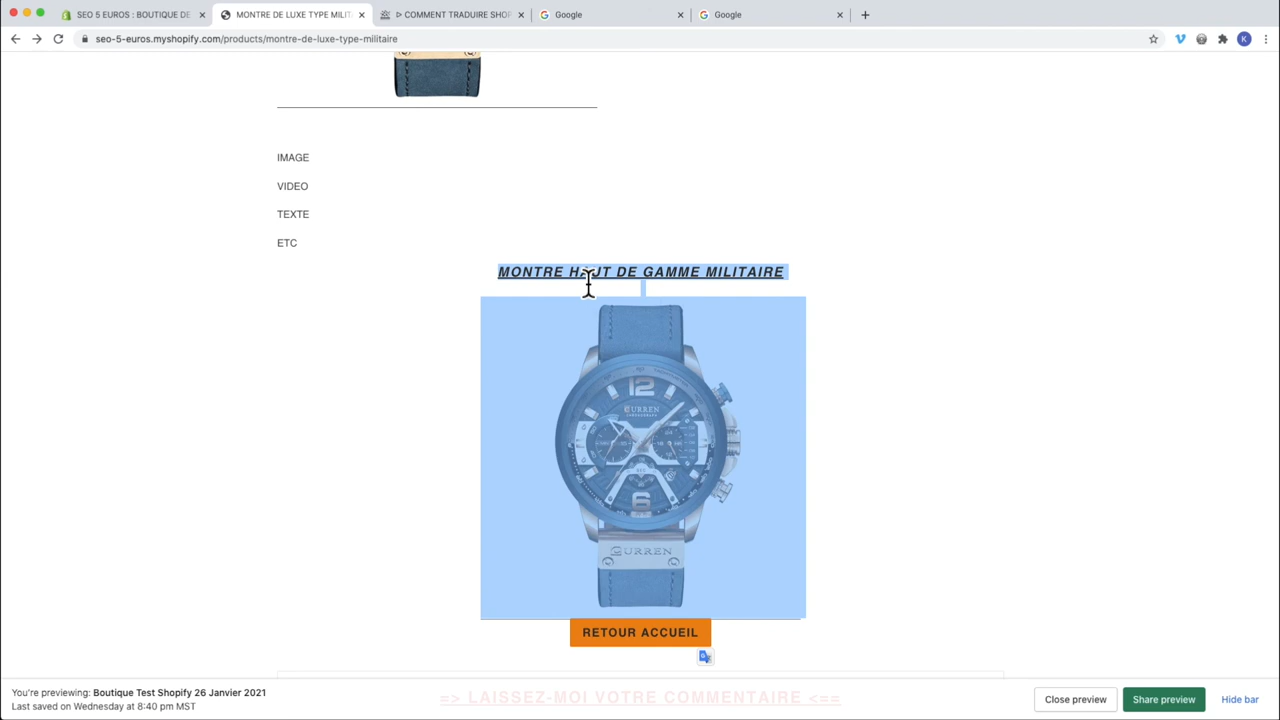 SEO 5 EUROS : BOUTIQUE DE
MONTRE DE LUXE TYPE MILIT
ᐅ COMMENT TRADUIRE SHOP
Google
Google
seo-5-euros.myshopify.com/products/montre-de-luxe-type-militaire
K
IMAGE
VIDEO
TEXTE
ETC
MONTRE HAUT DE GAMME MILITAIRE
12
CURREN
CHRONOGRAPH
6
CURREN
RETOUR ACCUEIL
=> LAISSEZ-MOI VOTRE COMMENTAIRE <==
You're previewing: Boutique Test Shopify 26 Janvier 2021
Last saved on Wednesday at 8:40 pm MST
Close preview
Share preview
Hide bar